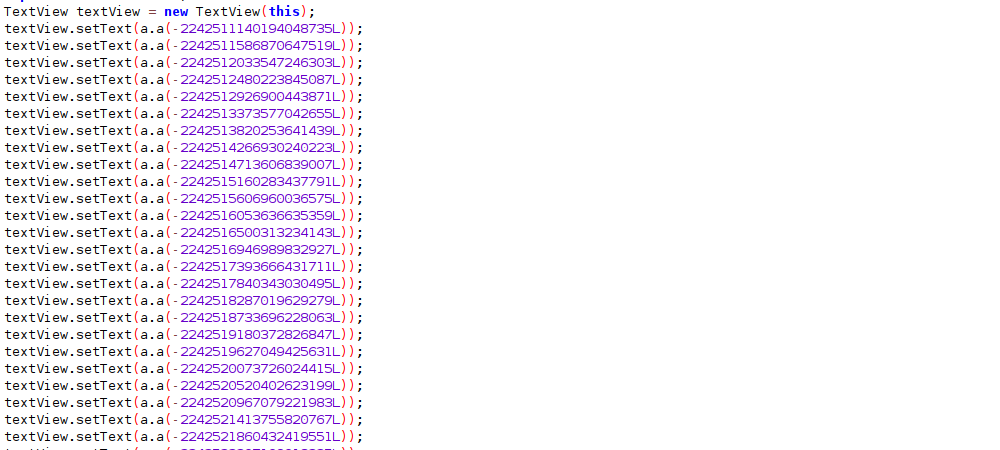 TextView textView = new TextView(this);
textView.setText(a.a(-2242511140194048735L));
textView.setText(a.a(-2242511586870647519L));
textView.setText(a.a(-2242512033547246303L));
textView.setText(a.a(-2242512480223845087L));
textView.setText(a.a(-2242512926900443871L));
textView.setText(a.a(-2242513373577042655L));
textView.setText(a.a(-2242513820253641439L));
textView.setText(a.a(-2242514266930240223L));
textView.setText(a.a(-2242514713606839007L));
textView.setText(a.a(-2242515160283437791L));
textView.setText(a.a(-2242515606960036575L));
textView.setText(a.a(-2242516053636635359L));
textView.setText(a.a(-2242516500313234143L));
textView.setText(a.a(-2242516946989832927L));
textView.setText(a.a(-2242517393666431711L));
textView.setText(a.a(-2242517840343030495L));
textView.setText(a.a(-2242518287019629279L));
textView.setText(a.a(-2242518733696228063L));
textView.setText(a.a(-2242519180372826847L));
textView.setText(a.a(-2242519627049425631L));
textView.setText(a.a(-2242520073726024415L));
textView.setText(a.a(-2242520520402623199L));
textView.setText(a.a(-2242520967079221983L));
textView.setText(a.a(-2242521413755820767L));
textView.setText(a.a(-2242521860432419551L));